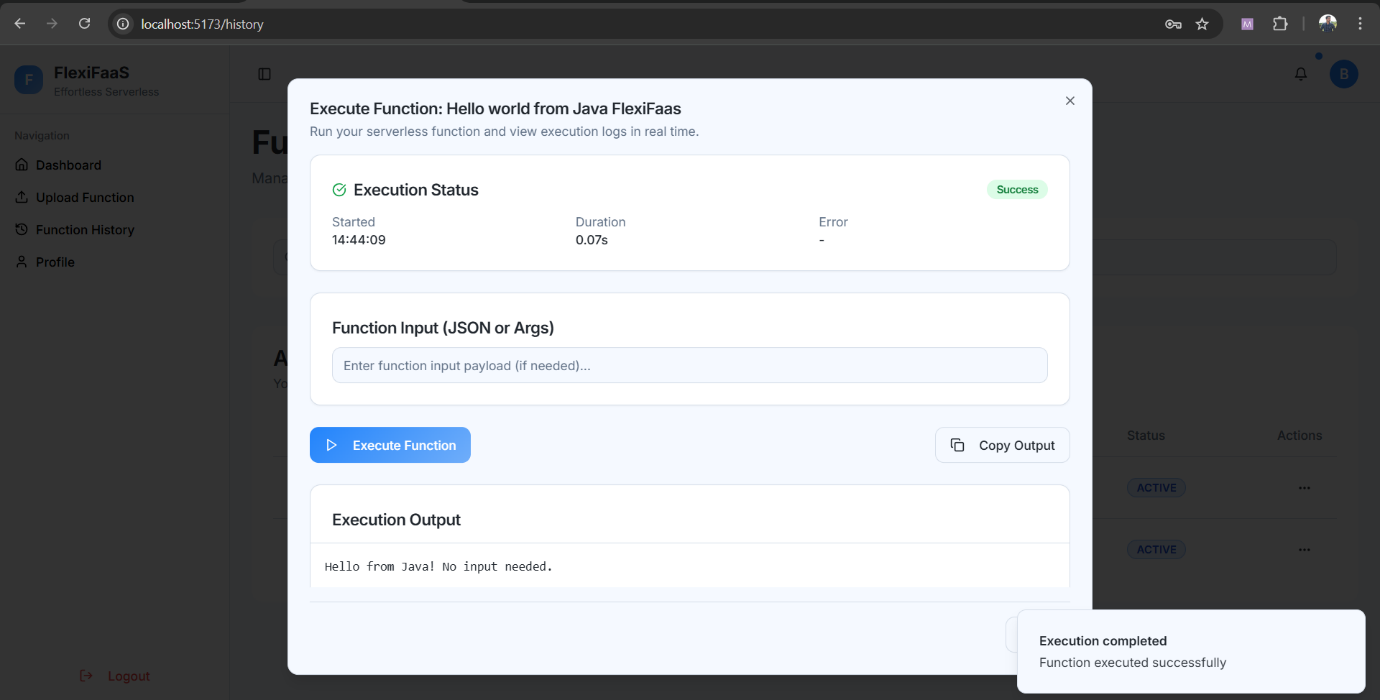 localhost:5173/history
M
F
FlexiFaaS
Effortless Serverless
B
Navigation
Dashboard
Upload Function
Function History
Profile
Logout
Fu
Mana
A
Yo
Status
Actions
ACTIVE
ACTIVE
Execute Function: Hello world from Java FlexiFaas
Run your serverless function and view execution logs in real time.
Execution Status
Success
Started
Duration
Error
14:44:09
0.07s
-
Function Input (JSON or Args)
Enter function input payload (if needed)...
Execute Function
Copy Output
Execution Output
Hello from Java! No input needed.
Execution completed
Function executed successfully